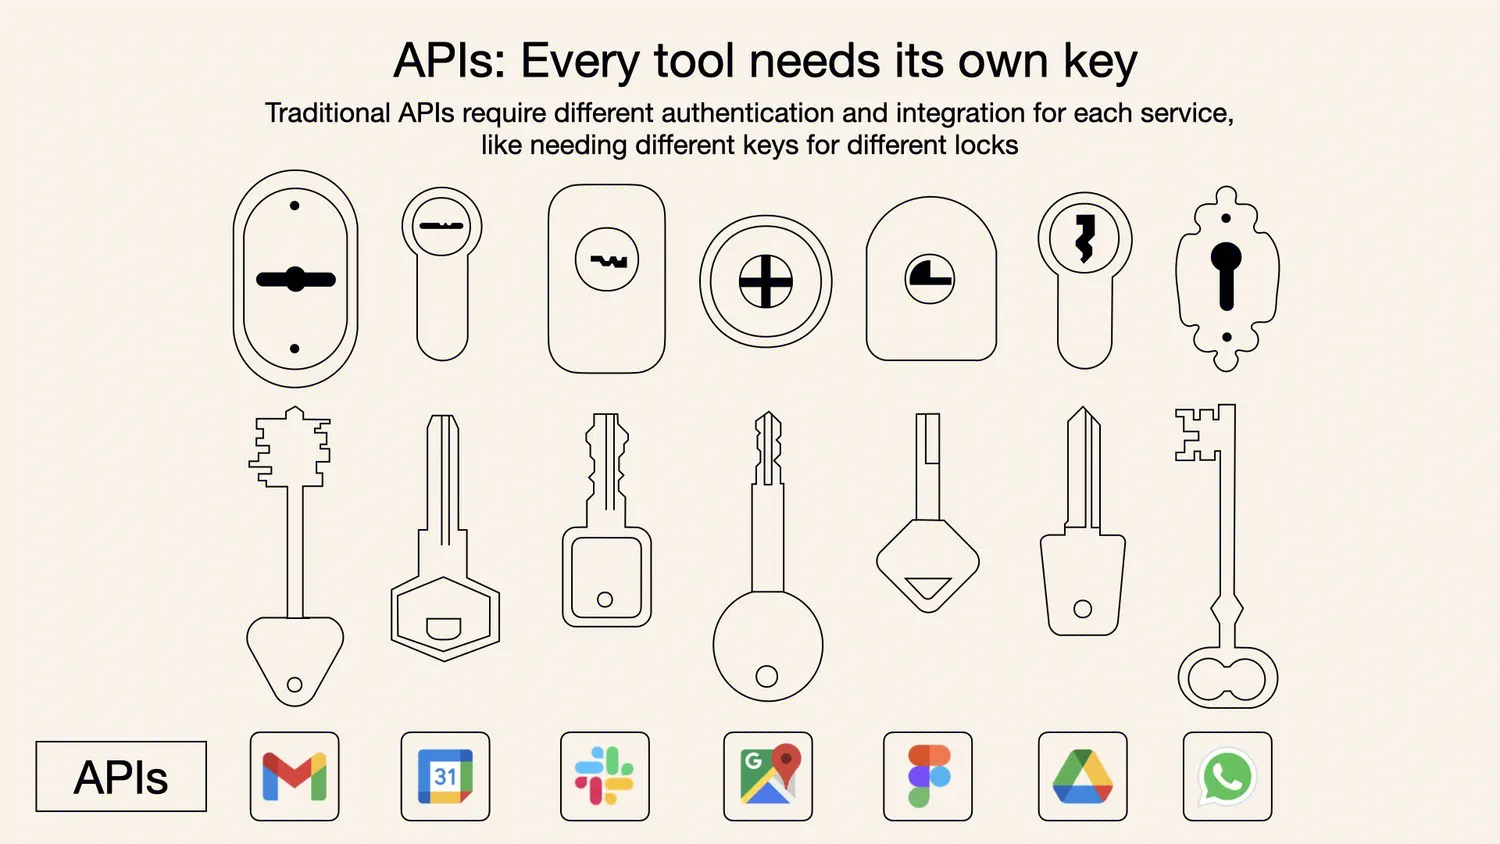 APIs: Every tool needs its own key
Traditional APIs require different authentication and integration for each service,
like needing different keys for different locks
APIs
31
G